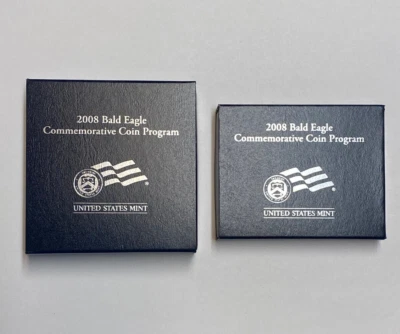 2008 Bald Eagle
Commemorative Coin Program
UNITED STATES MINT
2008 Bald Eagle
Commemorative Coin Program
UNITED STATES MINT